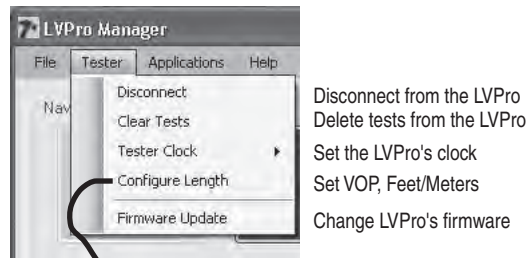 LVPro Manager
File Tester Applications Help
Nav
Disconnect Disconnect from the LVPro
Clear Tests Delete tests from the LVPro
Tester Clock Set the LVPro's clock
Configure Length Set VOP, Feet/Meters
Firmware Update Change LVPro's firmware